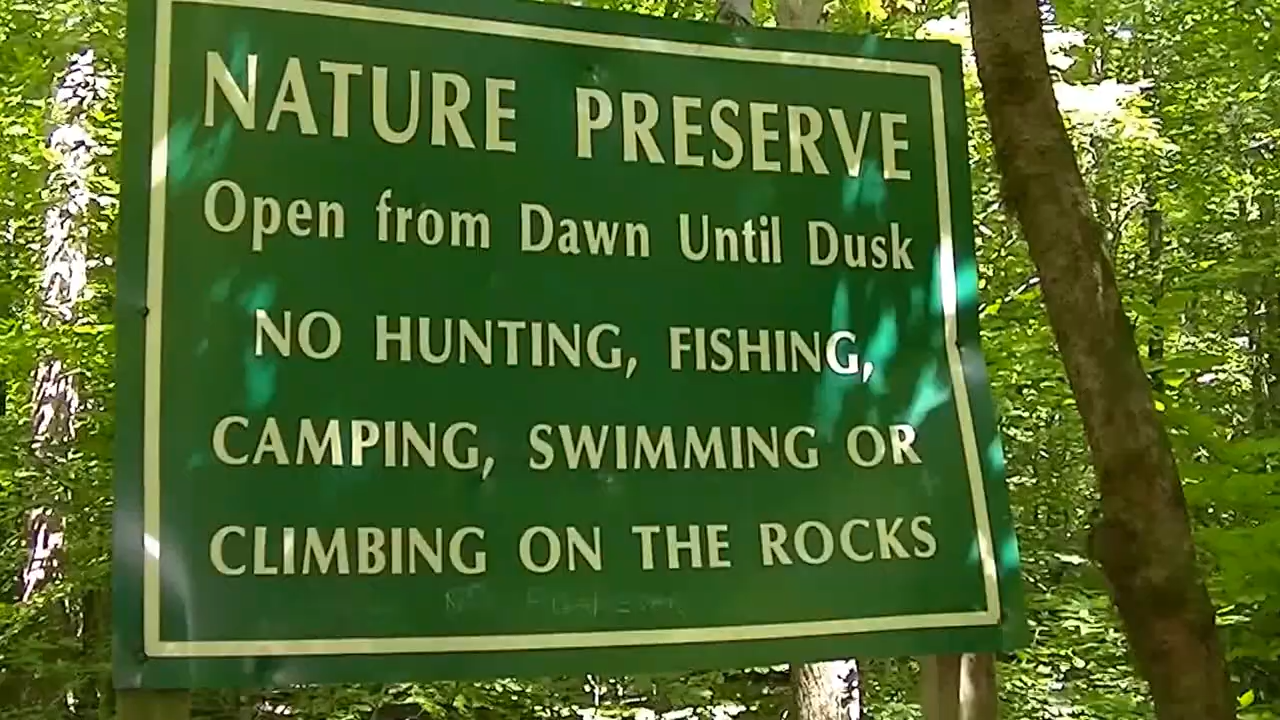 NATURE PRESERVE
Open from Dawn Until Dusk
NO HUNTING, FISHING,
CAMPING, SWIMMING OR
CLIMBING ON THE ROCKS